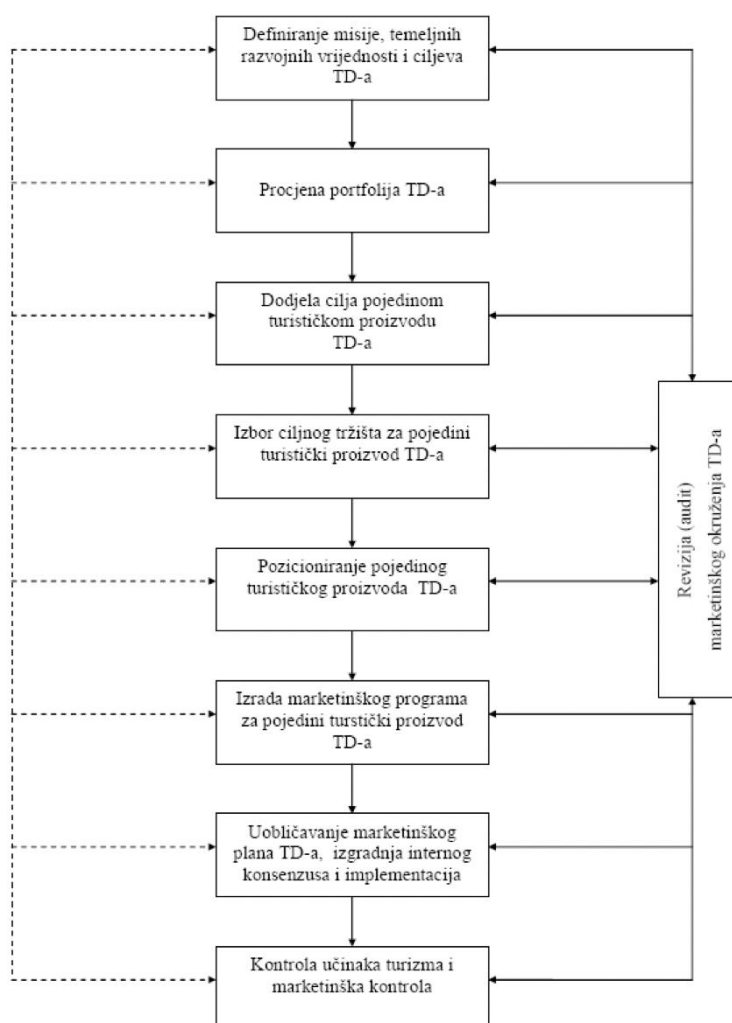 Definiranje misije, temeljnih
razvojnih vrijednosti i ciljeva
TD-a
Procjena portfolija TD-a
Dodjela cilja pojedinom
turističkom proizvodu
TD-a
Izbor ciljnog tržišta za pojedini
turistički proizvod TD-a
Pozicioniranje pojedinog
turističkog proizvoda TD-a
Izrada marketinškog programa
za pojedini turstički proizvod
TD-a
Uobličavanje marketinškog
plana TD-a, izgradnja internog
konsenzusa i implementacija
Kontrola učinaka turizma i
marketinška kontrola
Revizija (audit)
marketinškog okruženja TD-a